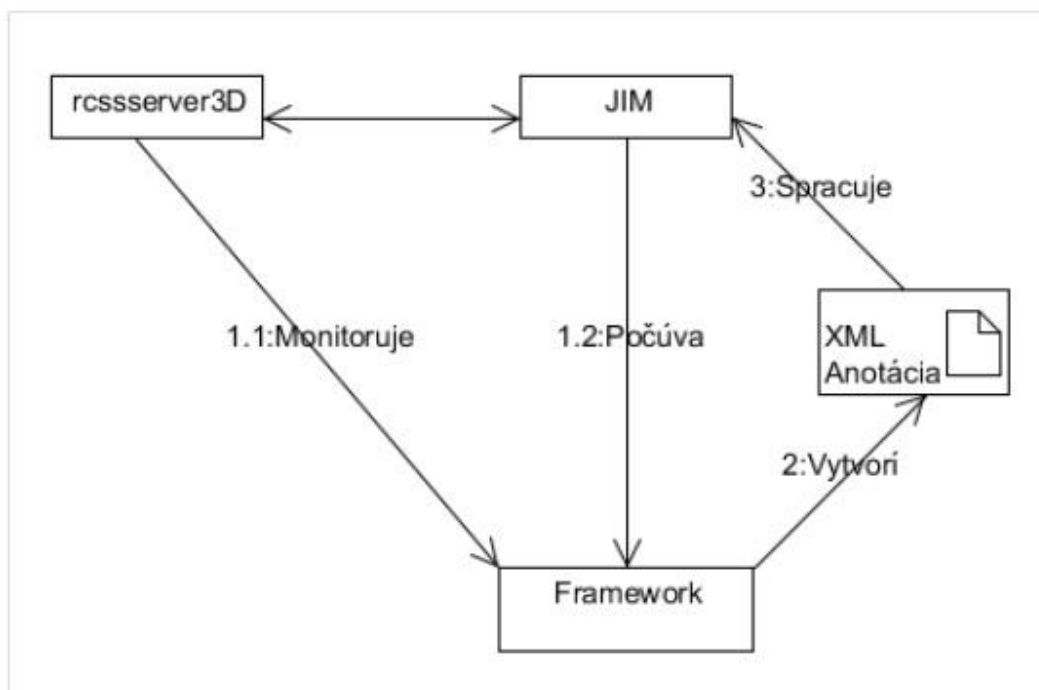 rcssserver3D
JIM
3:Spracuje
1.1:Monitoruje
1.2:Počúva
XML
Anotácia
2:Vytvorí
Framework